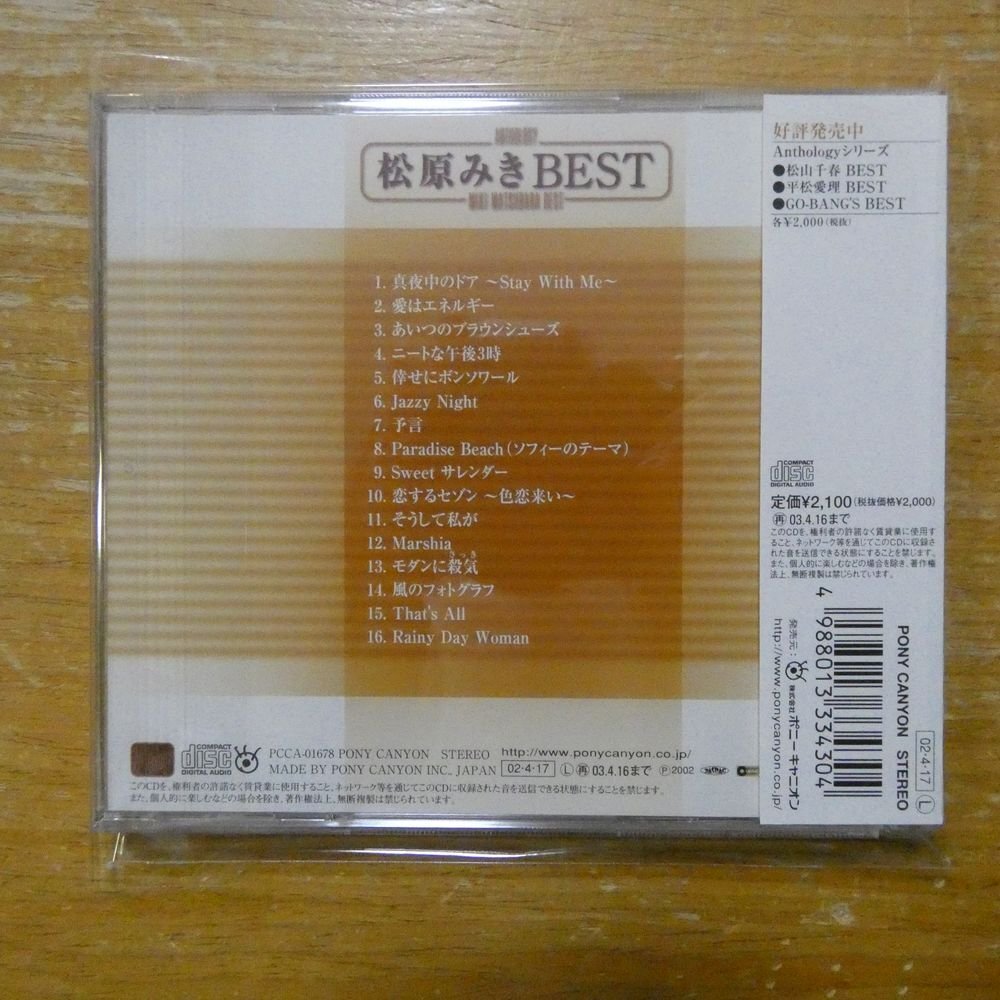 ANTHOLOGY
松原みきBEST
MIKI MATSUBARA BEST
1. 真夜中のドア ～Stay With Me～
2. 愛はエネルギー
3. あいつのブラウンシューズ
4. ニートな午後3時
5. 倖せにボンソワール
6. Jazzy Night
7. 予言
8. Paradise Beach(ソフィーのテーマ)
9. Sweet サレンダー
10. 恋するセゾン ～色恋来い～
11. そうして私が
12. Marshia
さっき
13. モダンに殺気
14. 風のフォトグラフ
15. That's All
16. Rainy Day Woman
COMPACT
disc
DIGITAL AUDIO
PCCA-01678 PONY CANYON STEREO http://www.ponycanyon.co.jp/
MADE BY PONY CANYON INC., JAPAN 02・4・17 Ⓛ 再 03.4.16まで Ⓟ2002
このCDを、権利者の許諾なく賃貸業に使用すること、ネットワーク等を通じてこのCDに収録された音を送信できる状態にすることを禁じます。
また、個人的に楽しむなどの場合を除き、著作権法上、無断複製は禁じられています。
好評発売中
Anthologyシリーズ
●松山千春 BEST
●平松愛理 BEST
●GO-BANG'S BEST
各¥2,000(税抜)
COMPACT
disc
DIGITAL AUDIO
定価¥2,100(税抜価格¥2,000)
再 03.4.16まで
このCDを、権利者の許諾なく賃貸業に使用す
ること、ネットワーク等を通じてこのCDに収録され
た音を送信できる状態にすることを禁じます。
また、個人的に楽しむなどの場合を除き、著作権
法上、無断複製は禁じられています。
4988013334304
発売元：株式会社ポニーキャニオン
http://www.ponycanyon.co.jp/
PONY CANYON STEREO
02・4・17 Ⓛ